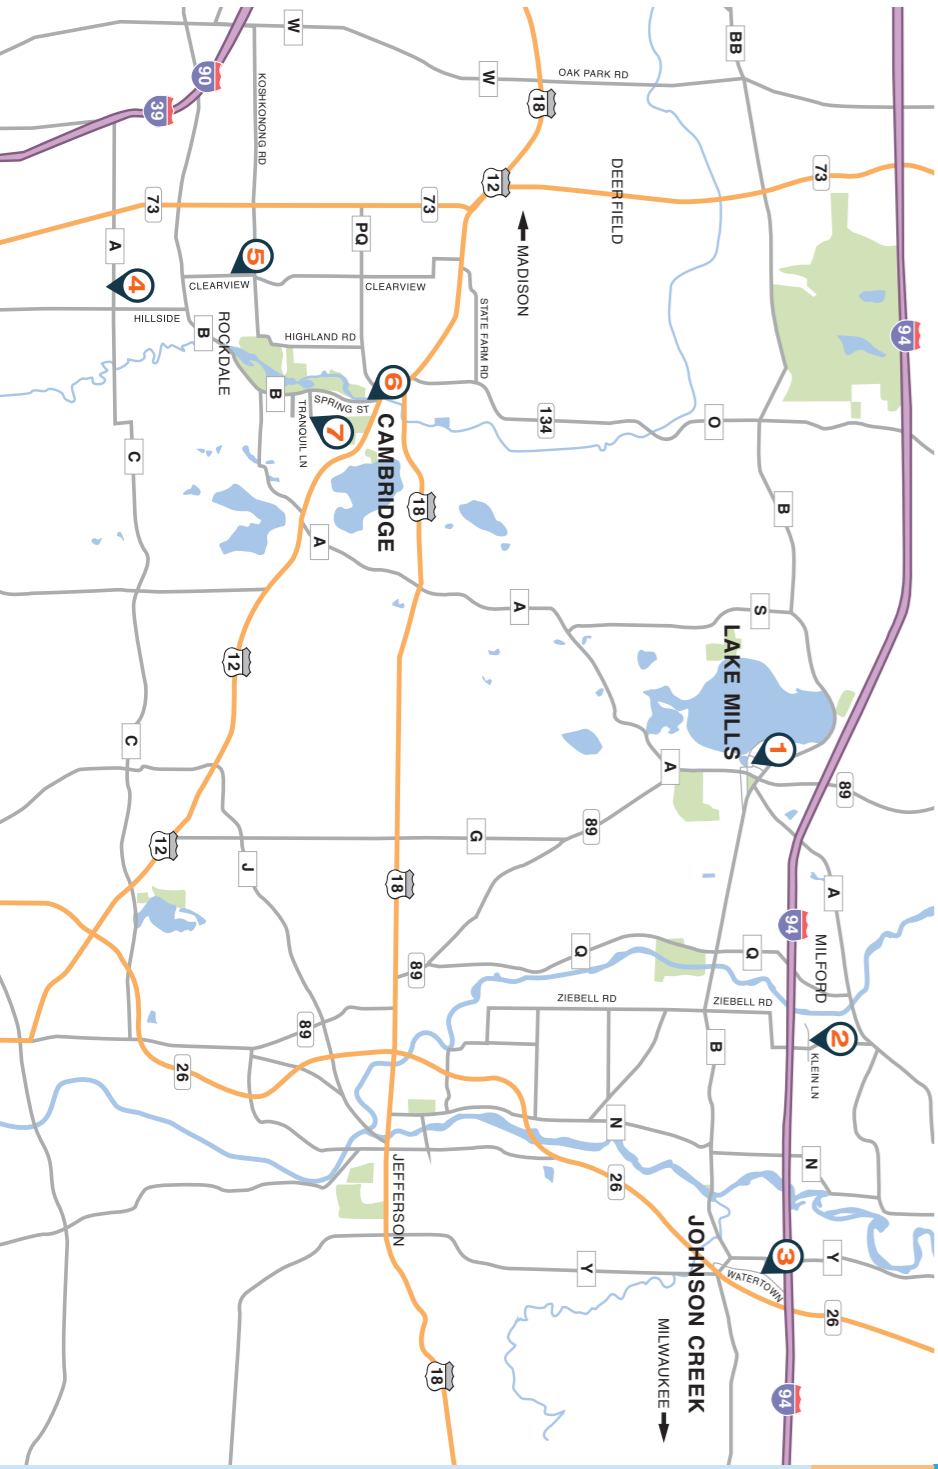 94
73
BB
W
W
OAK PARK RD
90
39
KOSHKONONG RD
18
12
DEERFIELD
MADISON
73
73
A
PQ
5
4
CLEARVIEW
CLEARVIEW
HILLSIDE
B
ROCKDALE
HIGHLAND RD
STATE FARM RD
B
SPRING ST
TRANQUIL LN
6
7
CAMBRIDGE
134
O
C
B
18
A
A
S
LAKE MILLS
12
C
1
A
89
89
G
J
12
18
A
94
MILFORD
Q
Q
89
ZIEBELL RD
ZIEBELL RD
2
KLEIN LN
B
89
26
N
N
26
JEFFERSON
JOHNSON CREEK
3
Y
Y
WATERTOWN
26
MILWAUKEE
18
94